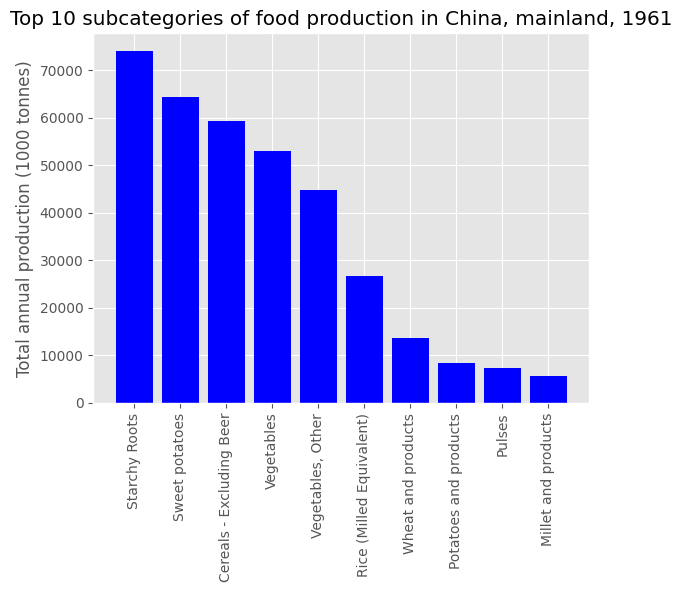 Top 10 subcategories of food production in China, mainland, 1961
Total annual production (1000 tonnes)
70000
60000
50000
40000
30000
20000
10000
0
Starchy Roots
Sweet potatoes
Cereals - Excluding Beer
Vegetables
Vegetables, Other
Rice (Milled Equivalent)
Wheat and products
Potatoes and products
Pulses
Millet and products